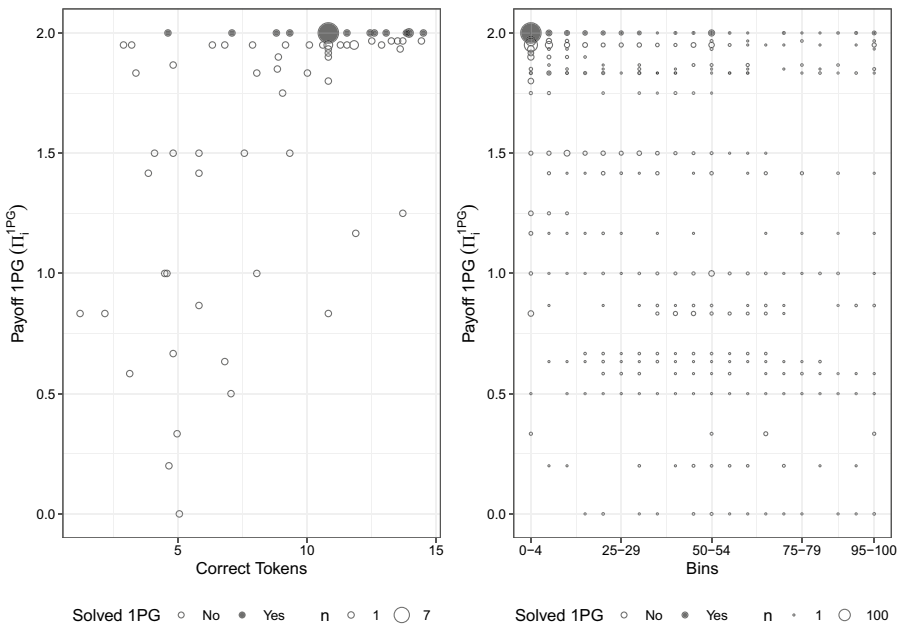 2.0
1.5
1.0
0.5
0.0
Payoff 1PG (Π_i^1PG)
5 10 15
Correct Tokens
2.0
1.5
1.0
0.5
0.0
Payoff 1PG (Π_i^1PG)
0−4 25−29 50−54 75−79 95−100
Bins
Solved 1PG No Yes n 1 7
Solved 1PG No Yes n 1 100